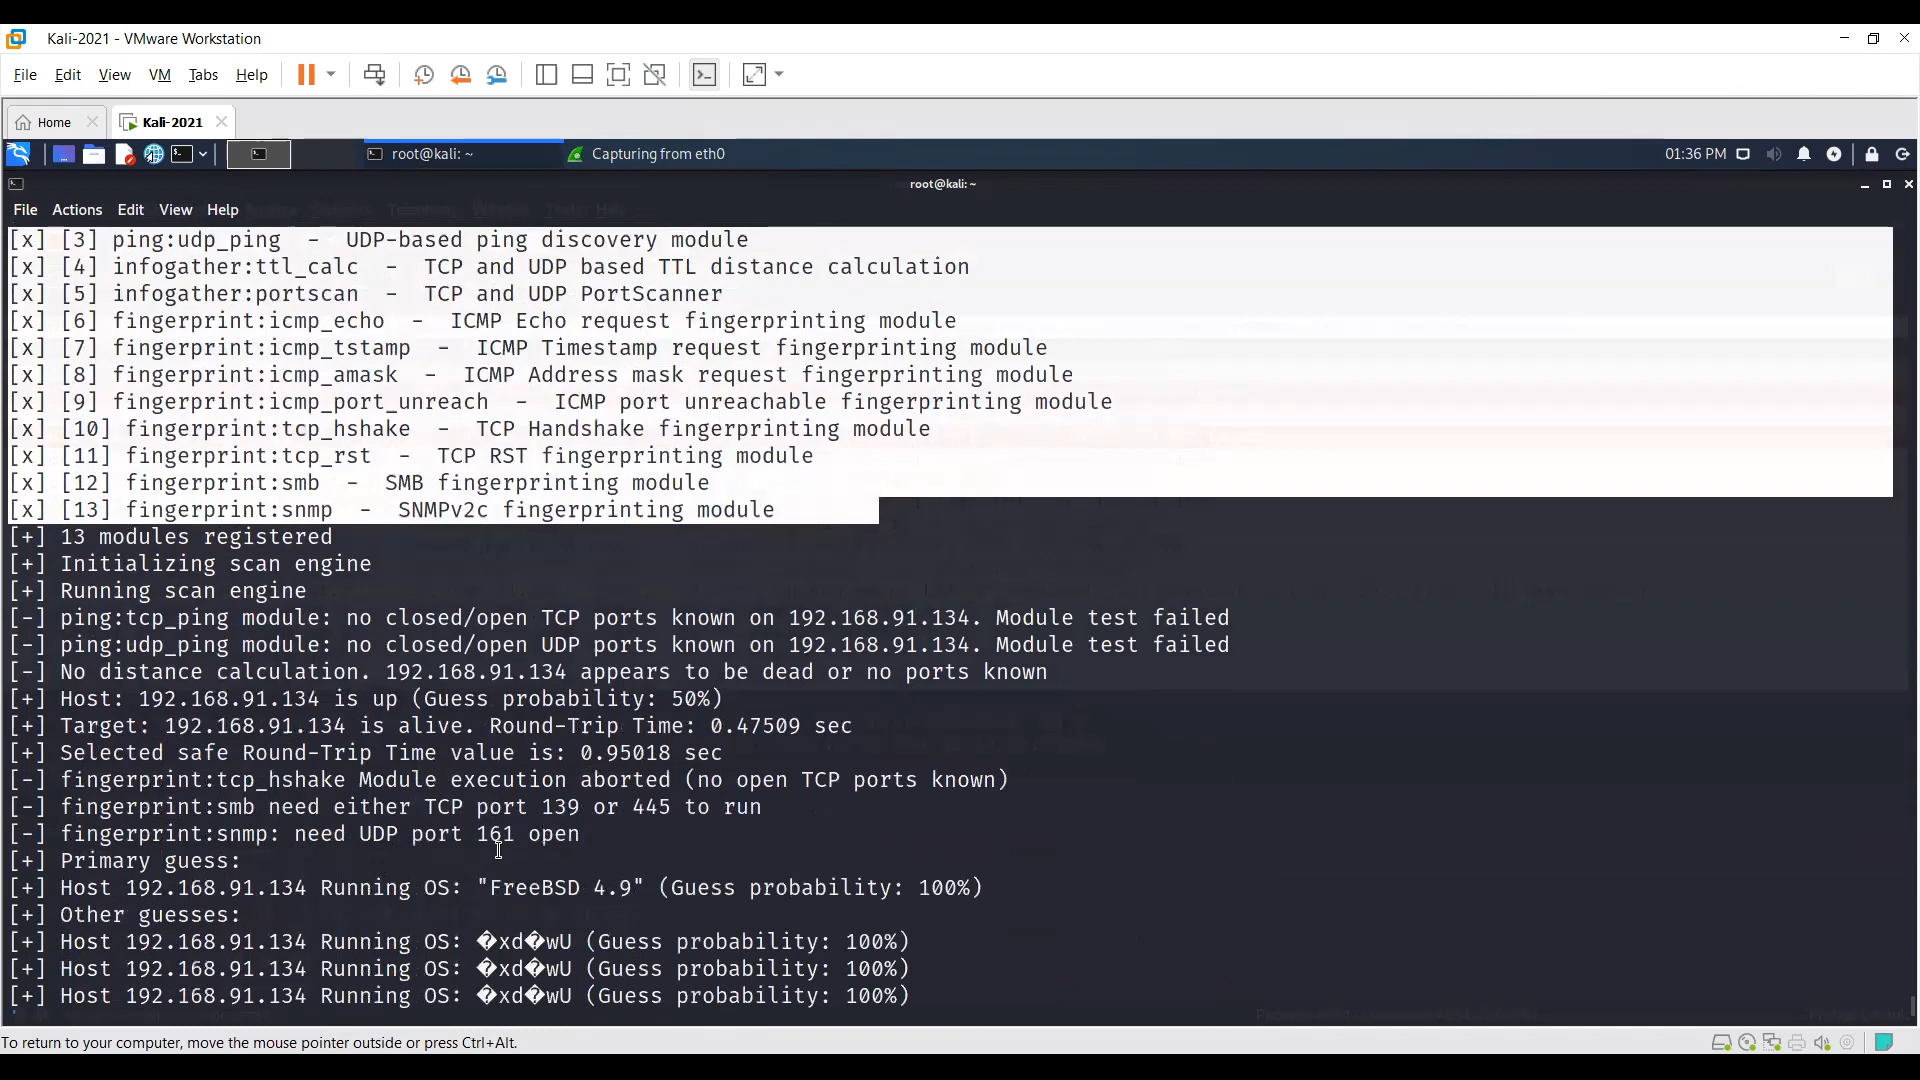 Kali-2021 - VMware Workstation
File Edit View VM Tabs Help
Home Kali-2021
root@kali: ~ Capturing from eth0 01:36 PM
root@kali: ~
File Actions Edit View Help
[x] [3] ping:udp_ping - UDP-based ping discovery module
[x] [4] infogather:ttl_calc - TCP and UDP based TTL distance calculation
[x] [5] infogather:portscan - TCP and UDP PortScanner
[x] [6] fingerprint:icmp_echo - ICMP Echo request fingerprinting module
[x] [7] fingerprint:icmp_tstamp - ICMP Timestamp request fingerprinting module
[x] [8] fingerprint:icmp_amask - ICMP Address mask request fingerprinting module
[x] [9] fingerprint:icmp_port_unreach - ICMP port unreachable fingerprinting module
[x] [10] fingerprint:tcp_hshake - TCP Handshake fingerprinting module
[x] [11] fingerprint:tcp_rst - TCP RST fingerprinting module
[x] [12] fingerprint:smb - SMB fingerprinting module
[x] [13] fingerprint:snmp - SNMPv2c fingerprinting module
[+] 13 modules registered
[+] Initializing scan engine
[+] Running scan engine
[-] ping:tcp_ping module: no closed/open TCP ports known on 192.168.91.134. Module test failed
[-] ping:udp_ping module: no closed/open UDP ports known on 192.168.91.134. Module test failed
[-] No distance calculation. 192.168.91.134 appears to be dead or no ports known
[+] Host: 192.168.91.134 is up (Guess probability: 50%)
[+] Target: 192.168.91.134 is alive. Round-Trip Time: 0.47509 sec
[+] Selected safe Round-Trip Time value is: 0.95018 sec
[-] fingerprint:tcp_hshake Module execution aborted (no open TCP ports known)
[-] fingerprint:smb need either TCP port 139 or 445 to run
[-] fingerprint:snmp: need UDP port 161 open
[+] Primary guess:
[+] Host 192.168.91.134 Running OS: "FreeBSD 4.9" (Guess probability: 100%)
[+] Other guesses:
[+] Host 192.168.91.134 Running OS: �xd�wU (Guess probability: 100%)
[+] Host 192.168.91.134 Running OS: �xd�wU (Guess probability: 100%)
[+] Host 192.168.91.134 Running OS: �xd�wU (Guess probability: 100%)
To return to your computer, move the mouse pointer outside or press Ctrl+Alt.